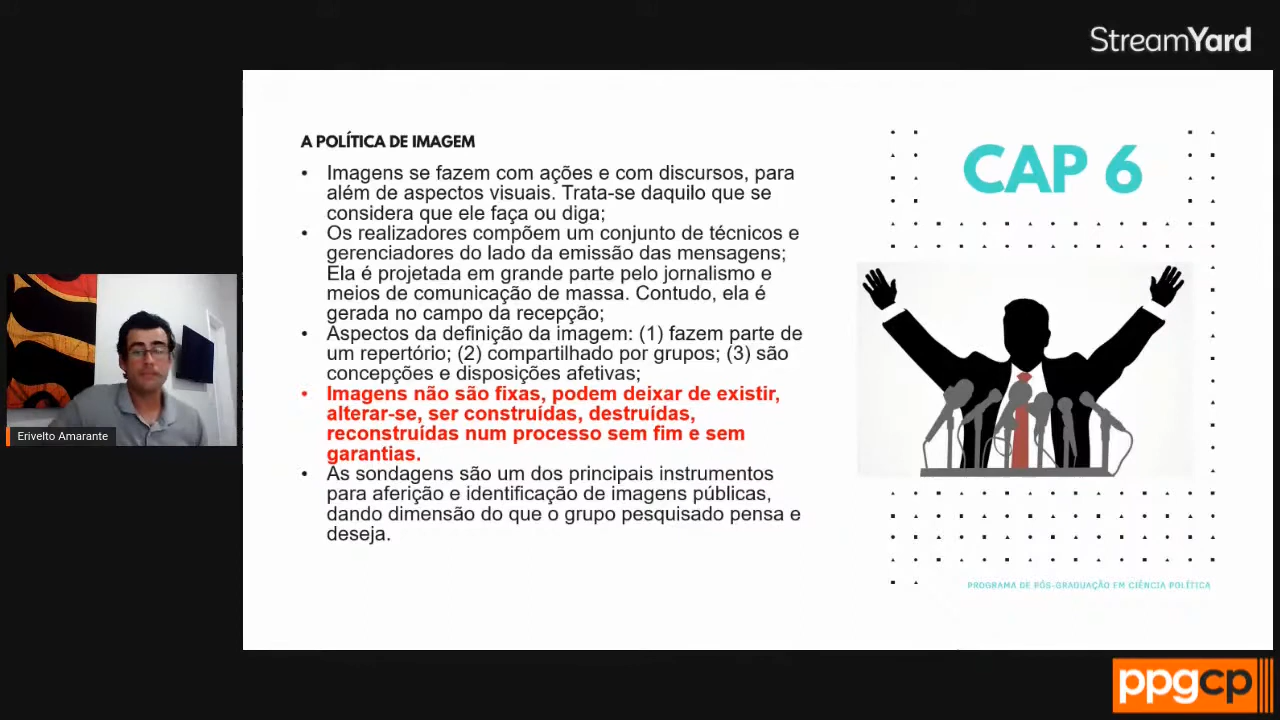 StreamYard
A POLÍTICA DE IMAGEM
• Imagens se fazem com ações e com discursos, para
além de aspectos visuais. Trata-se daquilo que se
considera que ele faça ou diga;
• Os realizadores compõem um conjunto de técnicos e
gerenciadores do lado da emissão das mensagens;
Ela é projetada em grande parte pelo jornalismo e
meios de comunicação de massa. Contudo, ela é
gerada no campo da recepção;
• Aspectos da definição da imagem: (1) fazem parte de
um repertório; (2) compartilhado por grupos; (3) são
concepções e disposições afetivas;
• Imagens não são fixas, podem deixar de existir,
alterar-se, ser construídas, destruídas,
reconstruídas num processo sem fim e sem
garantias.
• As sondagens são um dos principais instrumentos
para aferição e identificação de imagens públicas,
dando dimensão do que o grupo pesquisado pensa e
deseja.
CAP 6
PROGRAMA DE PÓS-GRADUAÇÃO EM CIÊNCIA POLÍTICA
Erivelto Amarante
ppgcp